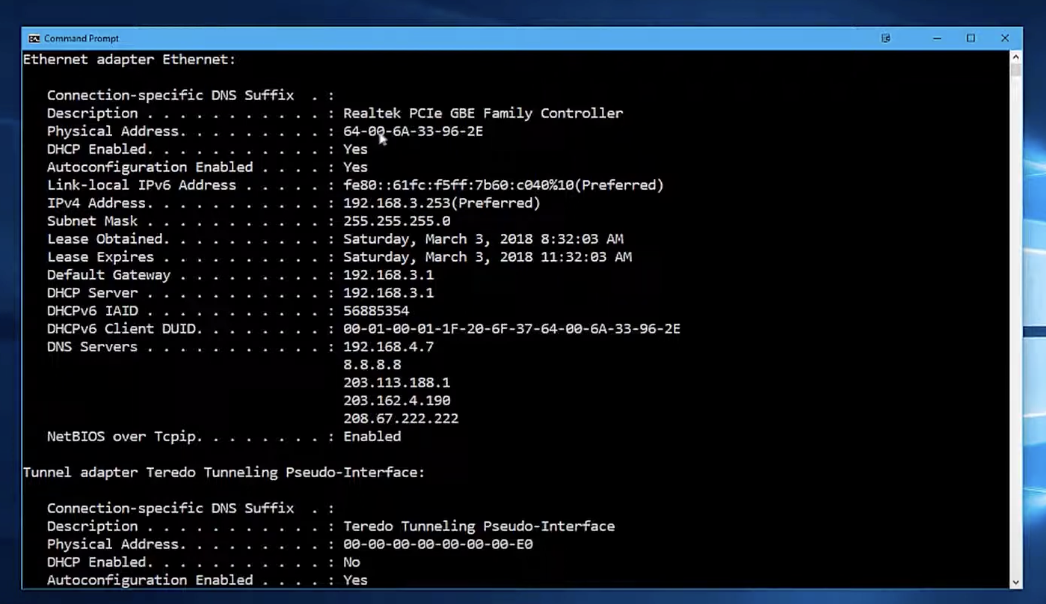 Command Prompt
Ethernet adapter Ethernet:
Connection-specific DNS Suffix . :
Description . . . . . . . . . . . : Realtek PCIe GBE Family Controller
Physical Address. . . . . . . . . : 64-00-6A-33-96-2E
DHCP Enabled. . . . . . . . . . . : Yes
Autoconfiguration Enabled . . . . : Yes
Link-local IPv6 Address . . . . . : fe80::61fc:f5ff:7b60:c040%10(Preferred)
IPv4 Address. . . . . . . . . . . : 192.168.3.253(Preferred)
Subnet Mask . . . . . . . . . . . : 255.255.255.0
Lease Obtained. . . . . . . . . . : Saturday, March 3, 2018 8:32:03 AM
Lease Expires . . . . . . . . . . : Saturday, March 3, 2018 11:32:03 AM
Default Gateway . . . . . . . . . : 192.168.3.1
DHCP Server . . . . . . . . . . . : 192.168.3.1
DHCPv6 IAID . . . . . . . . . . . : 56885354
DHCPv6 Client DUID. . . . . . . . : 00-01-00-01-1F-20-6F-37-64-00-6A-33-96-2E
DNS Servers . . . . . . . . . . . : 192.168.4.7
8.8.8.8
203.113.188.1
203.162.4.190
208.67.222.222
NetBIOS over Tcpip. . . . . . . . : Enabled
Tunnel adapter Teredo Tunneling Pseudo-Interface:
Connection-specific DNS Suffix . :
Description . . . . . . . . . . . : Teredo Tunneling Pseudo-Interface
Physical Address. . . . . . . . . : 00-00-00-00-00-00-00-E0
DHCP Enabled. . . . . . . . . . . : No
Autoconfiguration Enabled . . . . : Yes